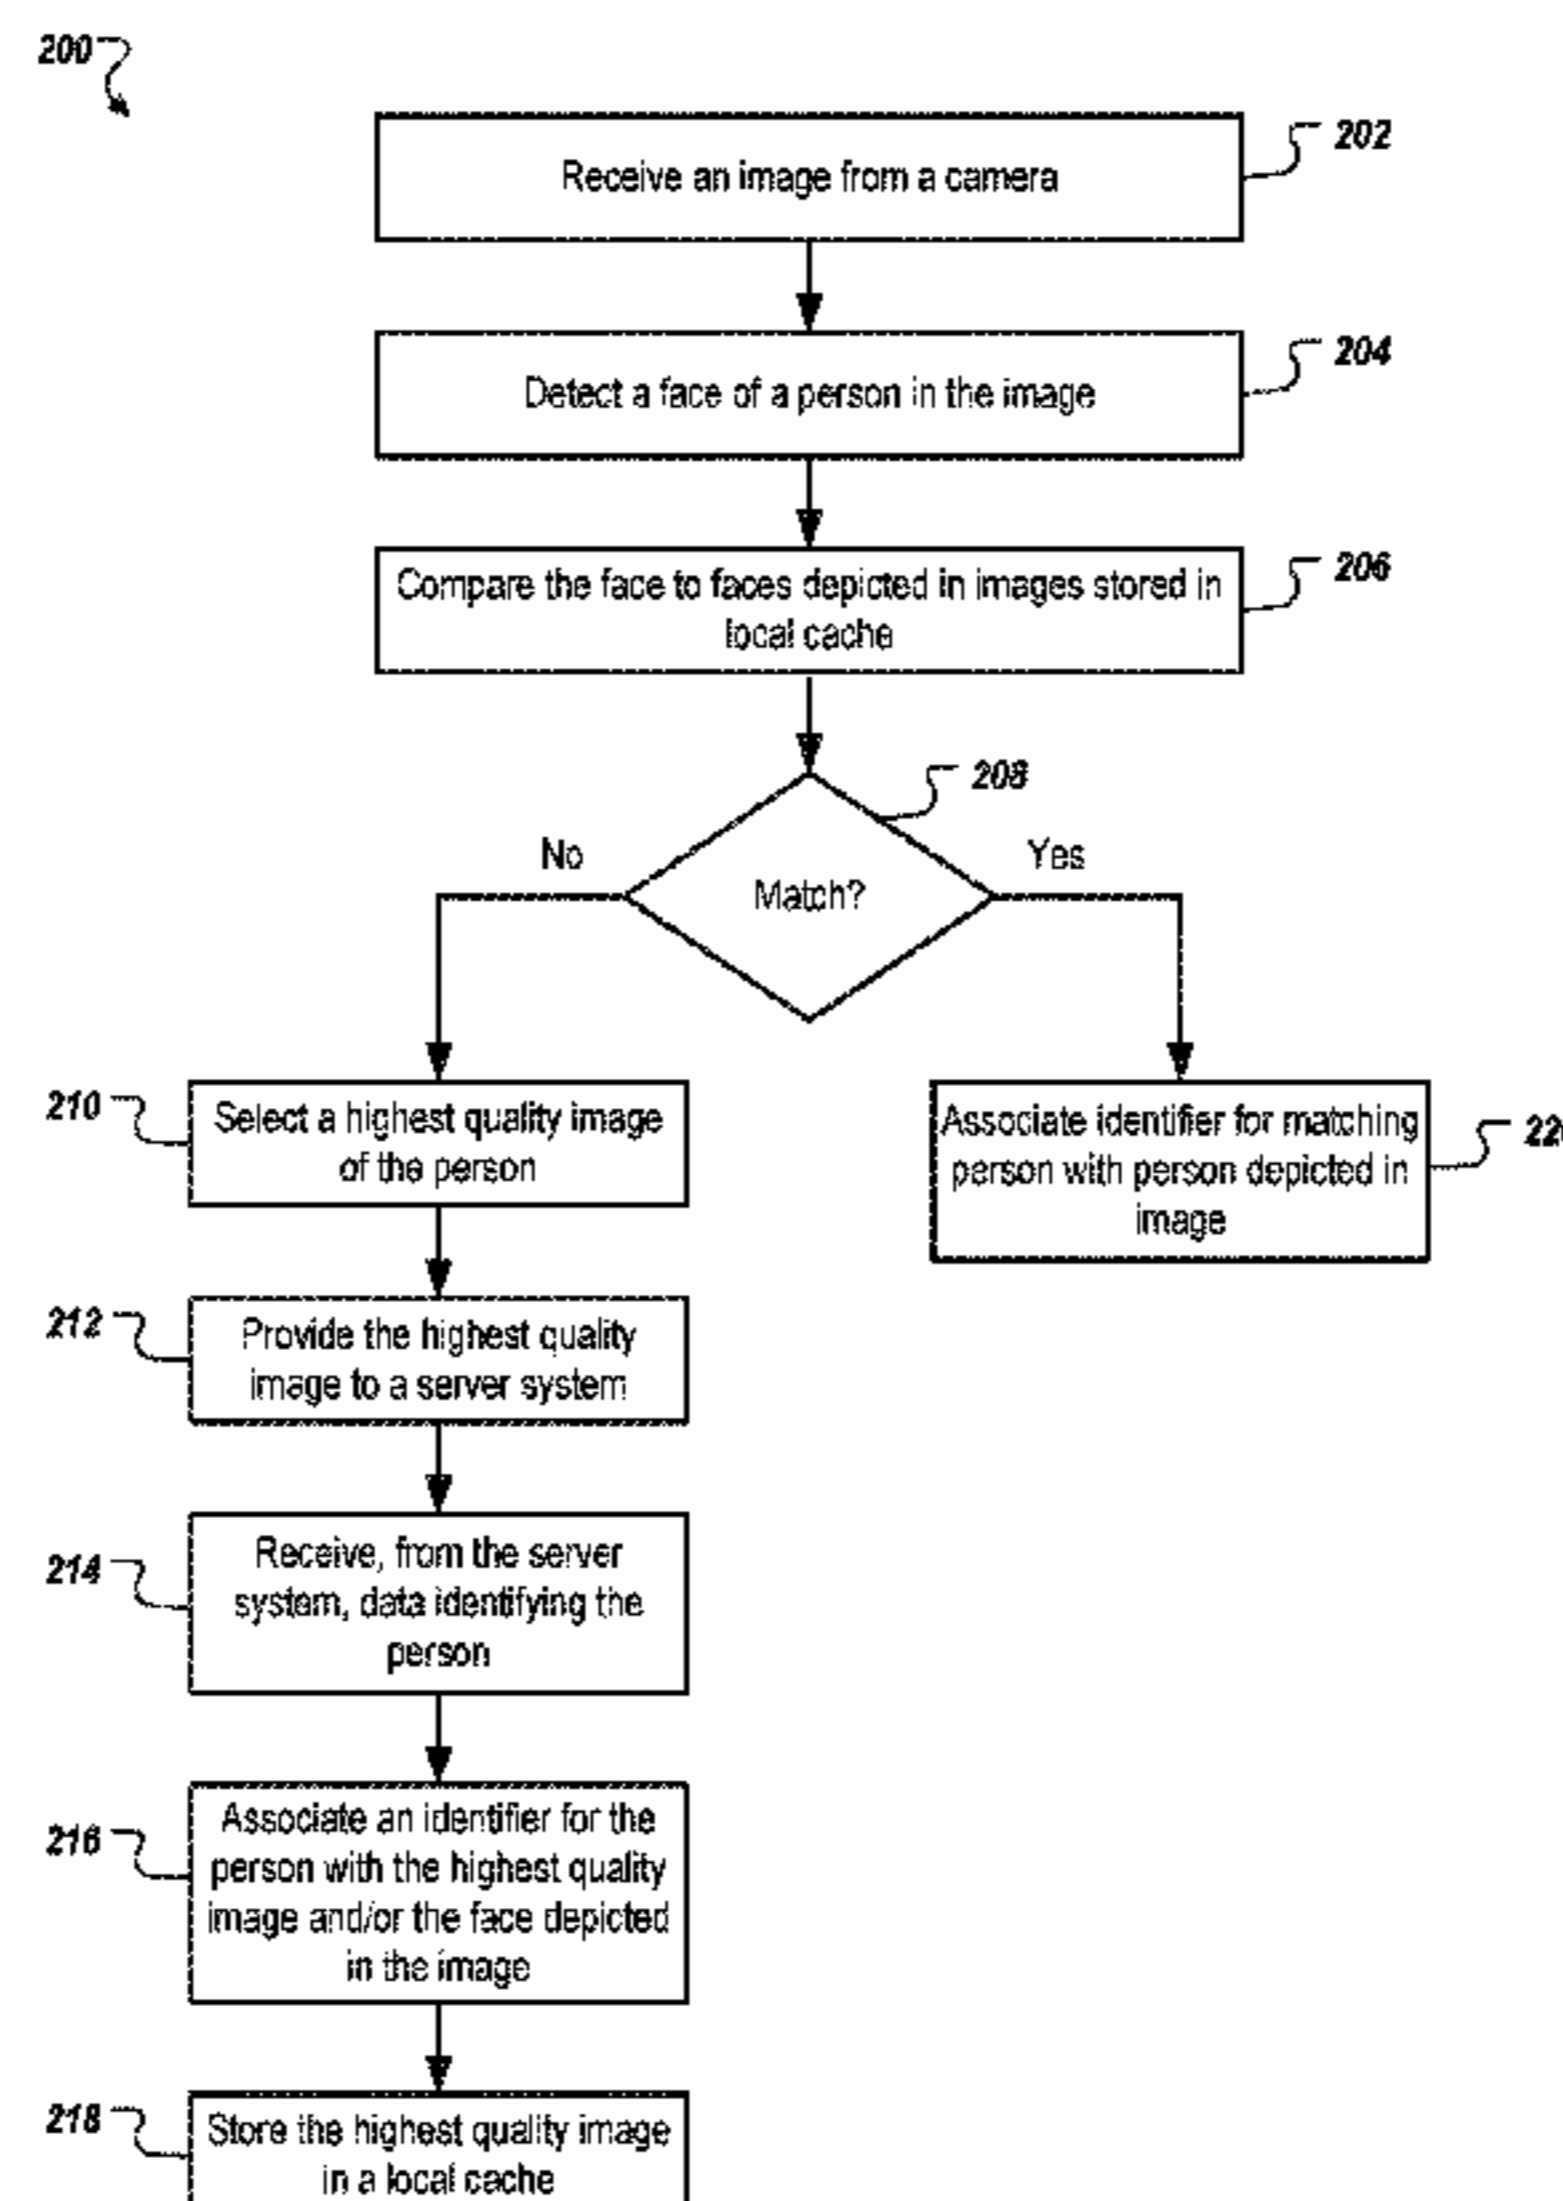 200
Receive an image from a camera
202
Detect a face of a person in the image
204
Compare the face to faces depicted in images stored in
local cache
206
208
No
Yes
Match?
210
Select a highest quality image
of the person
Associate identifier for matching
person with person depicted in
image
212
Provide the highest quality
image to a server system
214
Receive, from the server
system, data identifying the
person
216
Associate an identifier for the
person with the highest quality
image and/or the face depicted
in the image
218
Store the highest quality image
in a local cache